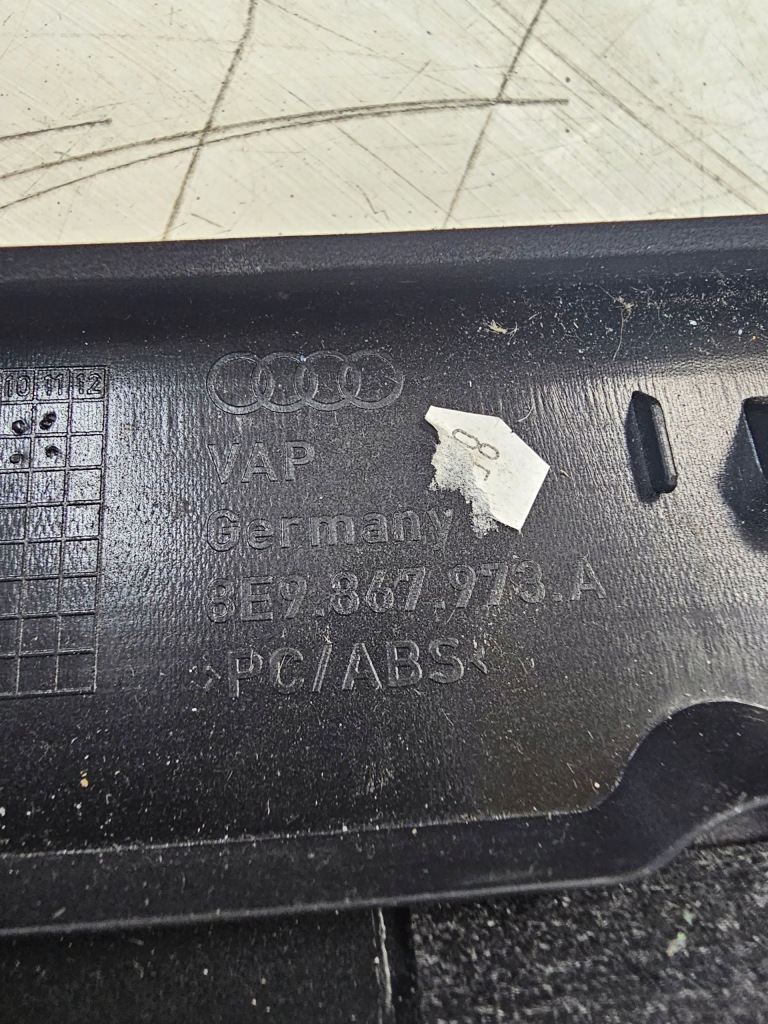 10 11 12
VAP
Germany
8E9.867.973.A
>PC/ABS<